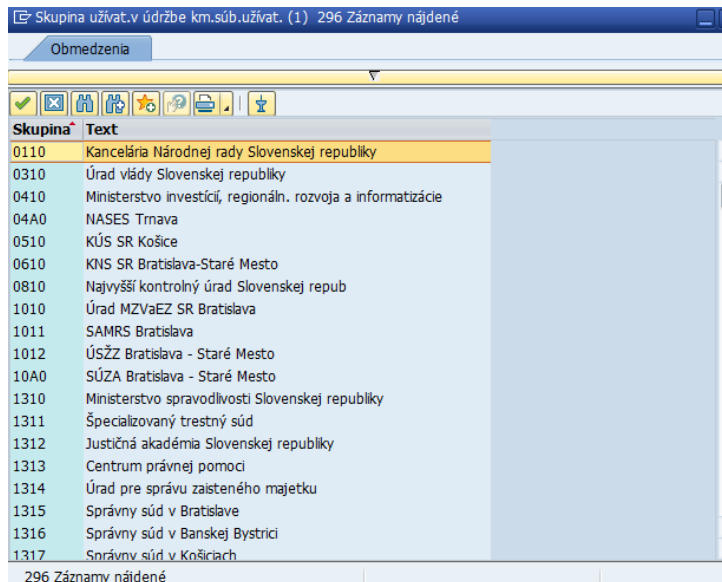 Skupina užívat.v údržbe km.súb.užívat. (1) 296 Záznamy nájdené
Obmedzenia
Skupina Text
0110 Kancelária Národnej rady Slovenskej republiky
0310 Úrad vlády Slovenskej republiky
0410 Ministerstvo investícií, regionáln. rozvoja a informatizácie
04A0 NASES Trnava
0510 KÚS SR Košice
0610 KNS SR Bratislava-Staré Mesto
0810 Najvyšší kontrolný úrad Slovenskej repub
1010 Úrad MZVaEZ SR Bratislava
1011 SAMRS Bratislava
1012 ÚSŽZ Bratislava - Staré Mesto
10A0 SÚZA Bratislava - Staré Mesto
1310 Ministerstvo spravodlivosti Slovenskej republiky
1311 Špecializovaný trestný súd
1312 Justičná akadémia Slovenskej republiky
1313 Centrum právnej pomoci
1314 Úrad pre správu zaisteného majetku
1315 Správny súd v Bratislave
1316 Správny súd v Banskej Bystrici
1317 Správny súd v Košiciach
296 Záznamy nájdené